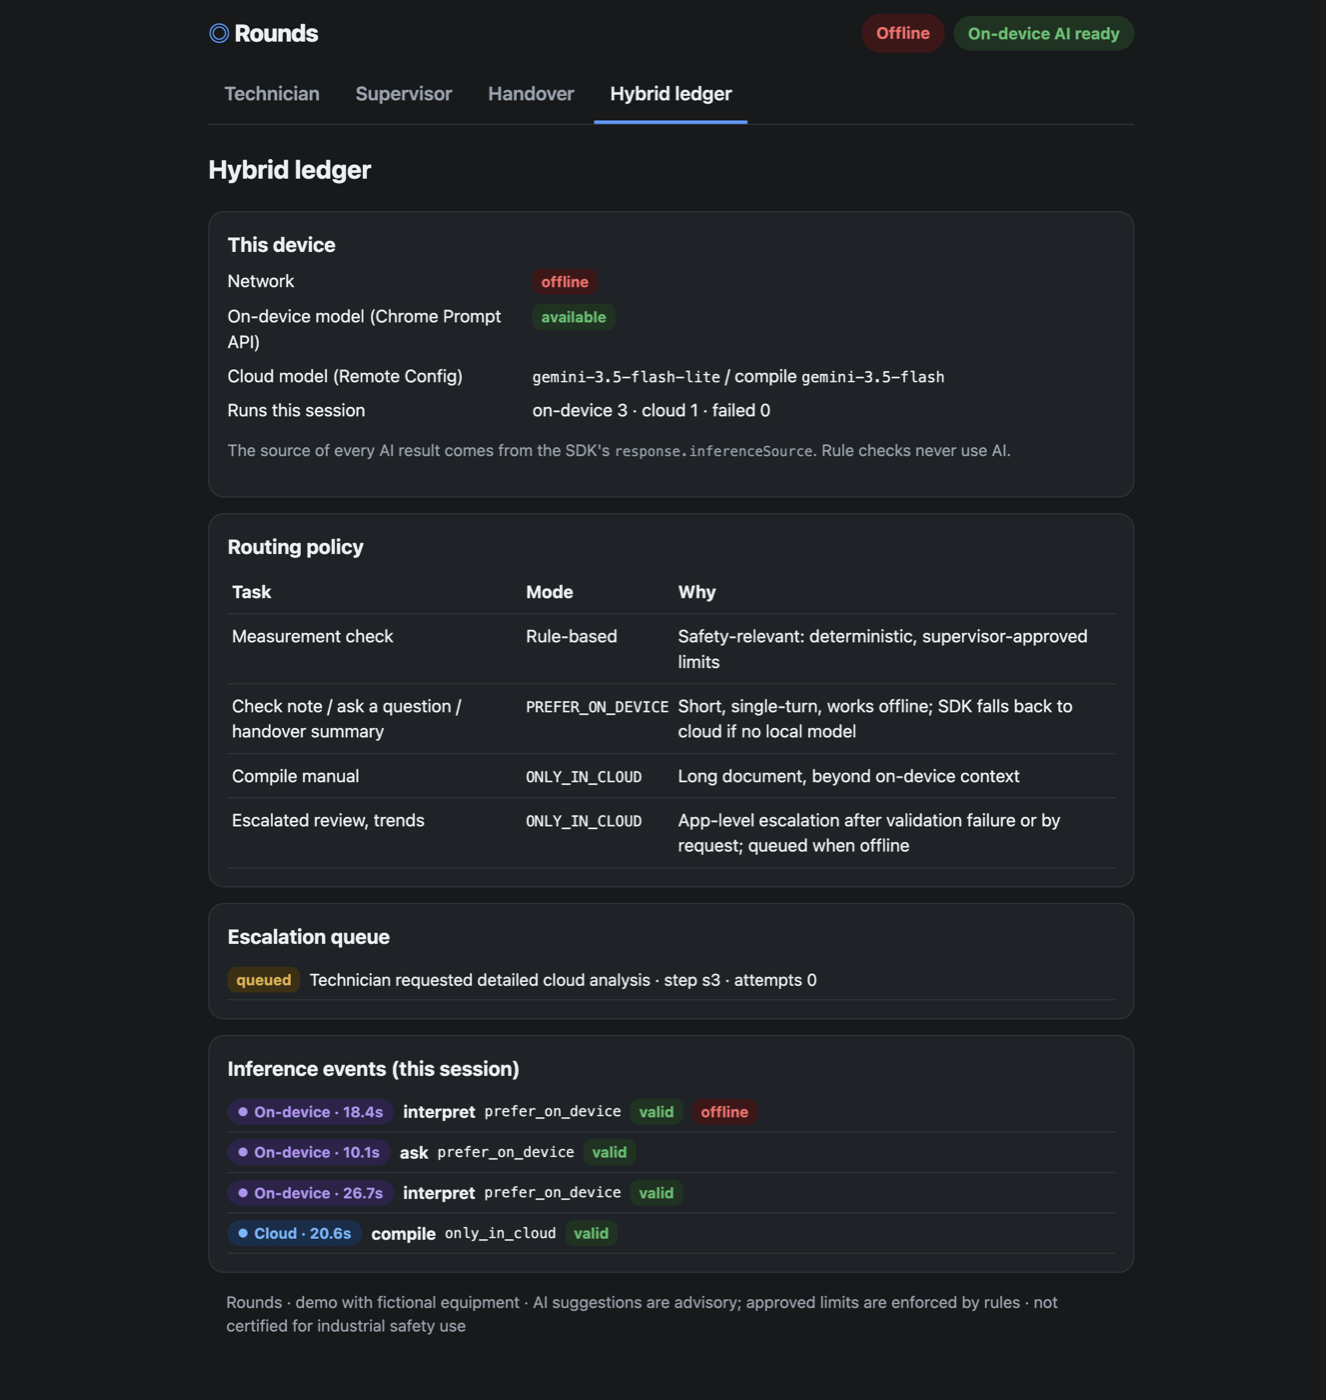 Rounds
Offline
On-device AI ready
Technician
Supervisor
Handover
Hybrid ledger
Hybrid ledger
This device
Network
offline
On-device model (Chrome Prompt
API)
available
Cloud model (Remote Config)
gemini-3.5-flash-lite / compile gemini-3.5-flash
Runs this session
on-device 3 · cloud 1 · failed 0
The source of every AI result comes from the SDK's response.inferenceSource. Rule checks never use AI.
Routing policy
Task
Mode
Why
Measurement check
Rule-based
Safety-relevant: deterministic, supervisor-approved
limits
Check note / ask a question /
handover summary
PREFER_ON_DEVICE
Short, single-turn, works offline; SDK falls back to
cloud if no local model
Compile manual
ONLY_IN_CLOUD
Long document, beyond on-device context
Escalated review, trends
ONLY_IN_CLOUD
App-level escalation after validation failure or by
request; queued when offline
Escalation queue
queued Technician requested detailed cloud analysis · step s3 · attempts 0
Inference events (this session)
On-device · 18.4s interpret prefer_on_device valid offline
On-device · 10.1s ask prefer_on_device valid
On-device · 26.7s interpret prefer_on_device valid
Cloud · 20.6s compile only_in_cloud valid
Rounds · demo with fictional equipment · AI suggestions are advisory; approved limits are enforced by rules · not
certified for industrial safety use